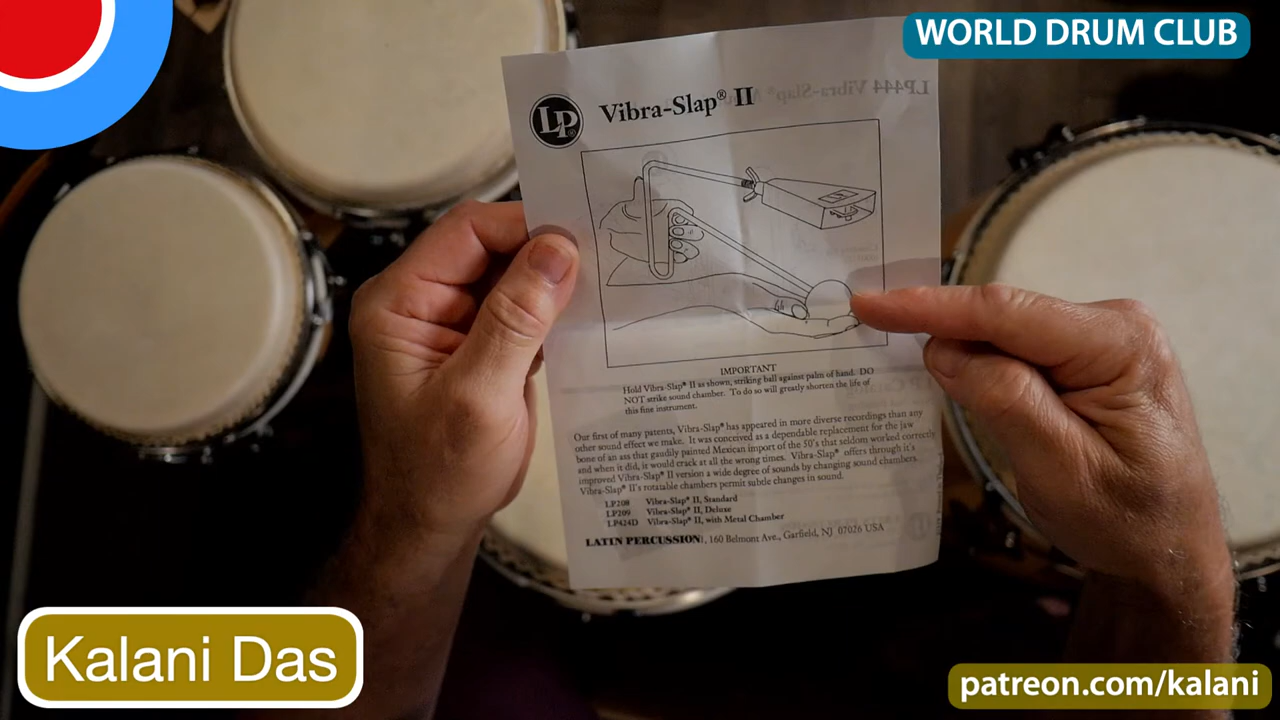 WORLD DRUM CLUB
LP®
Vibra-Slap® II
LP444 Vibra-Slap®
IMPORTANT
Hold Vibra-Slap® II as shown, striking ball against palm of hand. DO
NOT strike sound chamber. To do so will greatly shorten the life of
this fine instrument.
Our first of many patents, Vibra-Slap® has appeared in more diverse recordings than any
other sound effect we make. It was conceived as a dependable replacement for the jaw
bone of an ass that gaudily painted Mexican import of the 50's that seldom worked correctly
and when it did, it would crack at all the wrong times. Vibra-Slap® offers through it's
improved Vibra-Slap® II version a wide degree of sounds by changing sound chambers.
Vibra-Slap® II's rotatable chambers permit subtle changes in sound.
LP208 Vibra-Slap® II, Standard
LP209 Vibra-Slap® II, Deluxe
LP424D Vibra-Slap® II, with Metal Chamber
LATIN PERCUSSION, 160 Belmont Ave., Garfield, NJ 07026 USA
Kalani Das
patreon.com/kalani